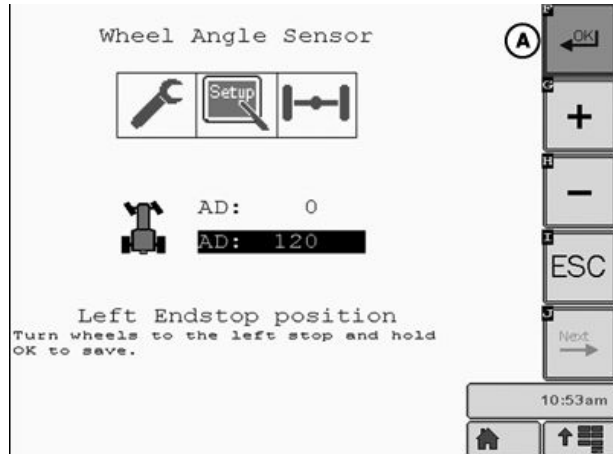 Wheel Angle Sensor
A
F
OK
Setup
G
+
H
−
AD: 0
AD: 120
I
ESC
Left Endstop position
Turn wheels to the left stop and hold
OK to save.
J
Next
10:53am